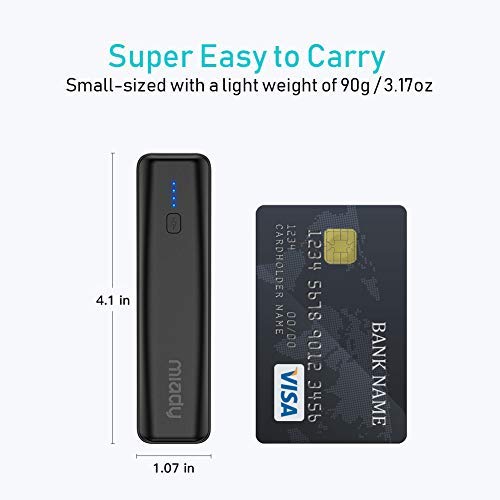 Super Easy to Carry
Small-sized with a light weight of 90g / 3.17oz
4.1 in
miady
1.07 in
1234
1234 5678 9012 3456
CARDHOLDER NAME
00/00
VISA
BANK NAME